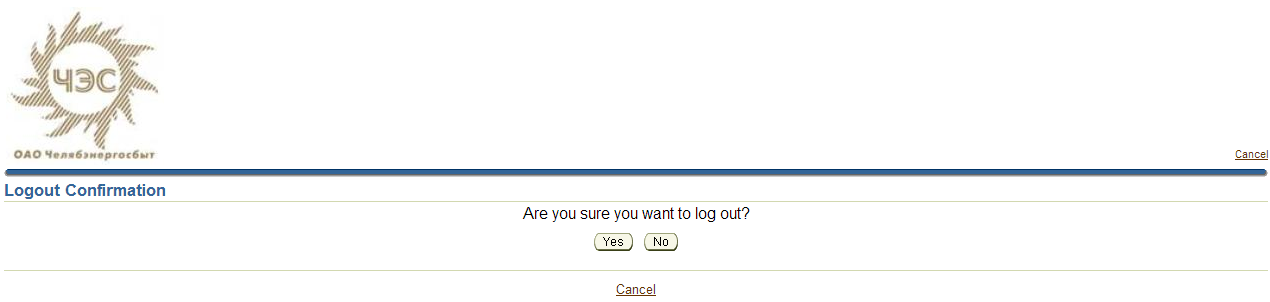 ЧЭС
ОАО Челябэнергосбыт
Cancel
Logout Confirmation
Are you sure you want to log out?
Yes No
Cancel